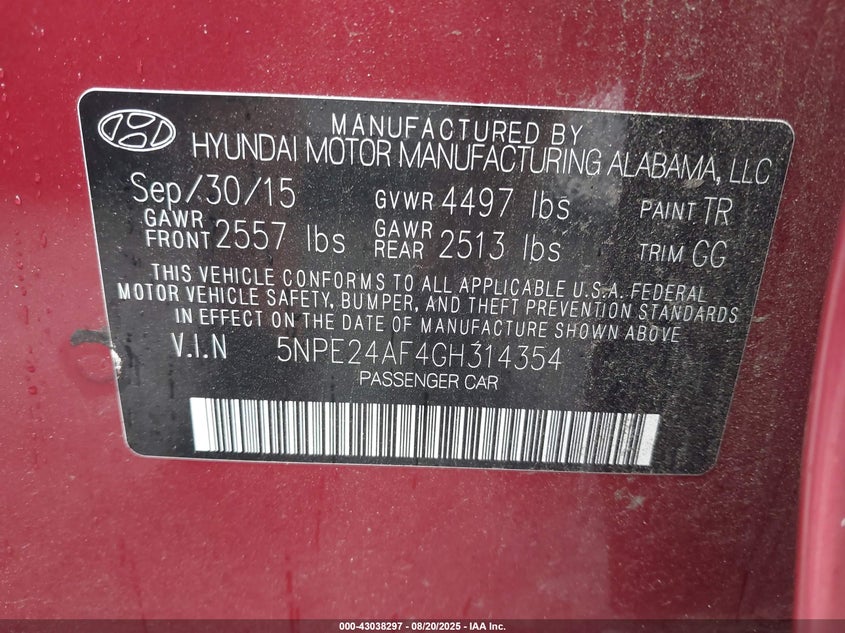 MANUFACTURED BY
HYUNDAI MOTOR MANUFACTURING ALABAMA, LLC
Sep/30/15 GVWR 4497 lbs PAINT TR
GAWR FRONT 2557 lbs GAWR REAR 2513 lbs TRIM GG
THIS VEHICLE CONFORMS TO ALL APPLICABLE U.S.A. FEDERAL
MOTOR VEHICLE SAFETY, BUMPER, AND THEFT PREVENTION STANDARDS
IN EFFECT ON THE DATE OF MANUFACTURE SHOWN ABOVE
V.I.N 5NPE24AF4GH314354
PASSENGER CAR
000-43038297 - 08/20/2025 - IAA Inc.